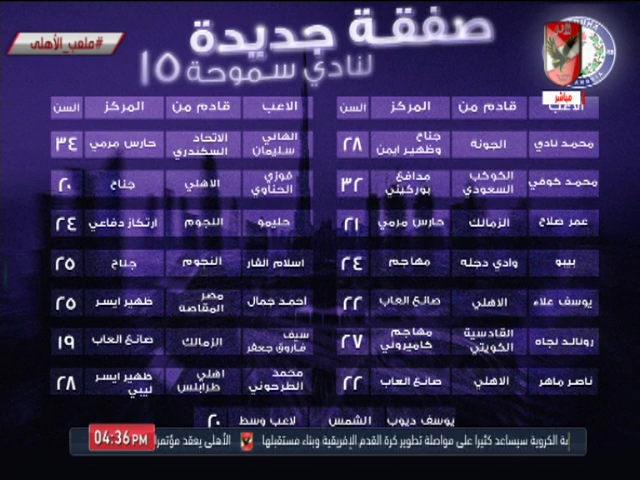 #ملعب_الأهلي
صفقة جديدة
لنادي سموحة ١٥
مباشر
الاعب قادم من المركز السن
الاعب قادم من المركز السن
محمد نادي الجونة جناح وظهير ايمن ٢٨
الهاني سليمان الاتحاد السكندري حارس مرمي ٣٤
محمد كوفي الكوكب السعودي مدافع بوركيني ٣٢
فوزي الحناوي الاهلي جناح ٢٠
عمر صلاح الزمالك حارس مرمي ٢١
حليمو النجوم ارتكاز دفاعي ٢٤
بيبو وادي دجله مهاجم ٢٤
اسلام الفار النجوم جناح ٢٥
يوسف علاء الاهلي صانع العاب ٢٢
احمد جمال مصر المقاصة ظهير ايسر ٢٥
رونالد نجاه القادسية الكويتي مهاجم كاميروني ٢٧
سيف فاروق جعفر الزمالك صانع العاب ١٩
ناصر ماهر الاهلي صانع العاب ٢٢
محمد الطرحوني اهلي طرابلس ظهير ايسر ليبي ٢٨
يوسف ديوب الشمس لاعب وسط ٢٠
ة الكروية سيساعد كثيرا على مواصلة تطوير كرة القدم الإفريقية وبناء مستقبلها الأهلى يعقد مؤتمرا
04:36 PM